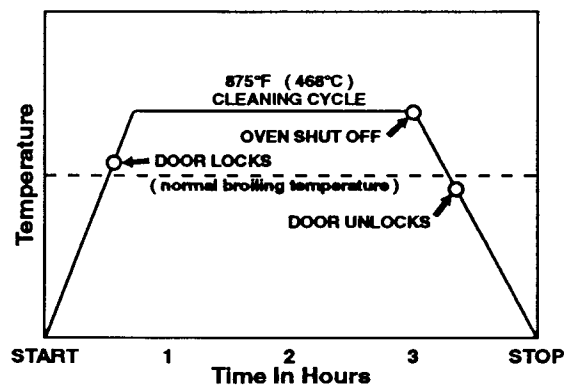 875°F (468°C)
CLEANING CYCLE
OVEN SHUT OFF
DOOR LOCKS
(normal broiling temperature)
DOOR UNLOCKS
Temperature
START 1 2 3 STOP
Time In Hours